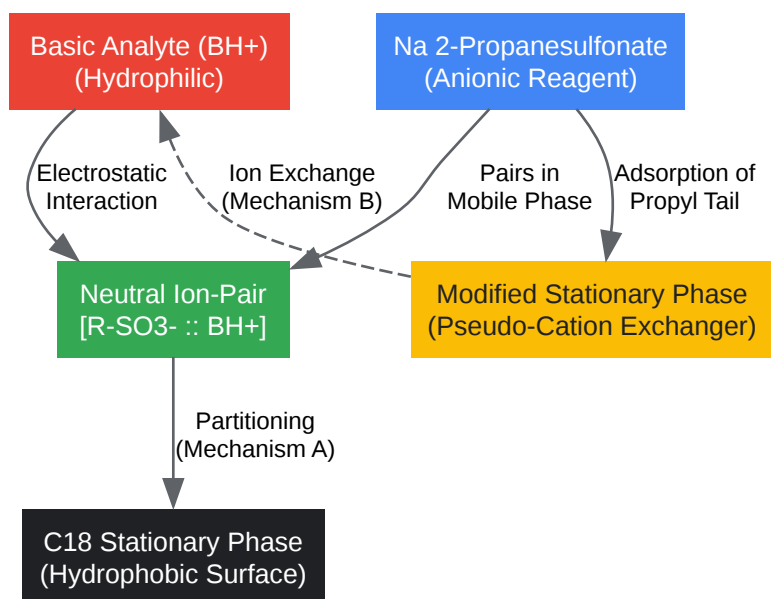 Basic Analyte (BH+)
(Hydrophilic)
Na 2-Propanesulfonate
(Anionic Reagent)
Electrostatic
Interaction
Ion Exchange
(Mechanism B)
Pairs in
Mobile Phase
Adsorption of
Propyl Tail
Neutral Ion-Pair
[R-SO3- :: BH+]
Modified Stationary Phase
(Pseudo-Cation Exchanger)
Partitioning
(Mechanism A)
C18 Stationary Phase
(Hydrophobic Surface)